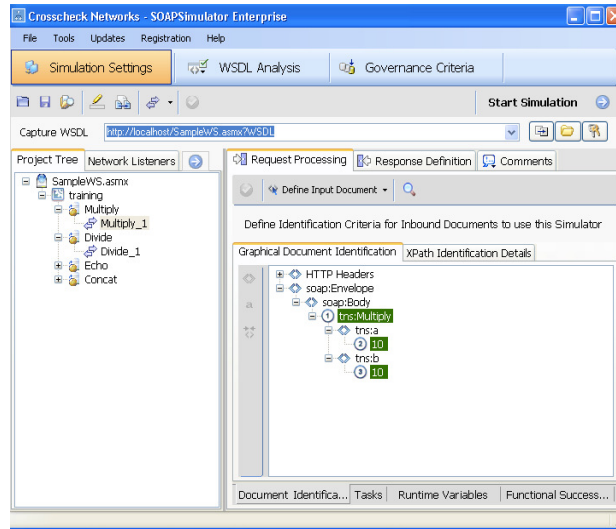 Crosscheck Networks - SOAPSimulator Enterprise
File Tools Updates Registration Help
Simulation Settings WSDL Analysis Governance Criteria
Start Simulation
Capture WSDL http://localhost/SampleWS.asmx?WSDL
Project Tree Network Listeners
Request Processing Response Definition Comments
SampleWS.asmx
training
Multiply
Multiply_1
Divide
Divide_1
Echo
Concat
Define Input Document
Define Identification Criteria for Inbound Documents to use this Simulator
Graphical Document Identification XPath Identification Details
a
HTTP Headers
soap:Envelope
soap:Body
1 tns:Multiply
tns:a
2 10
tns:b
3 10
Document Identifica... Tasks Runtime Variables Functional Success...